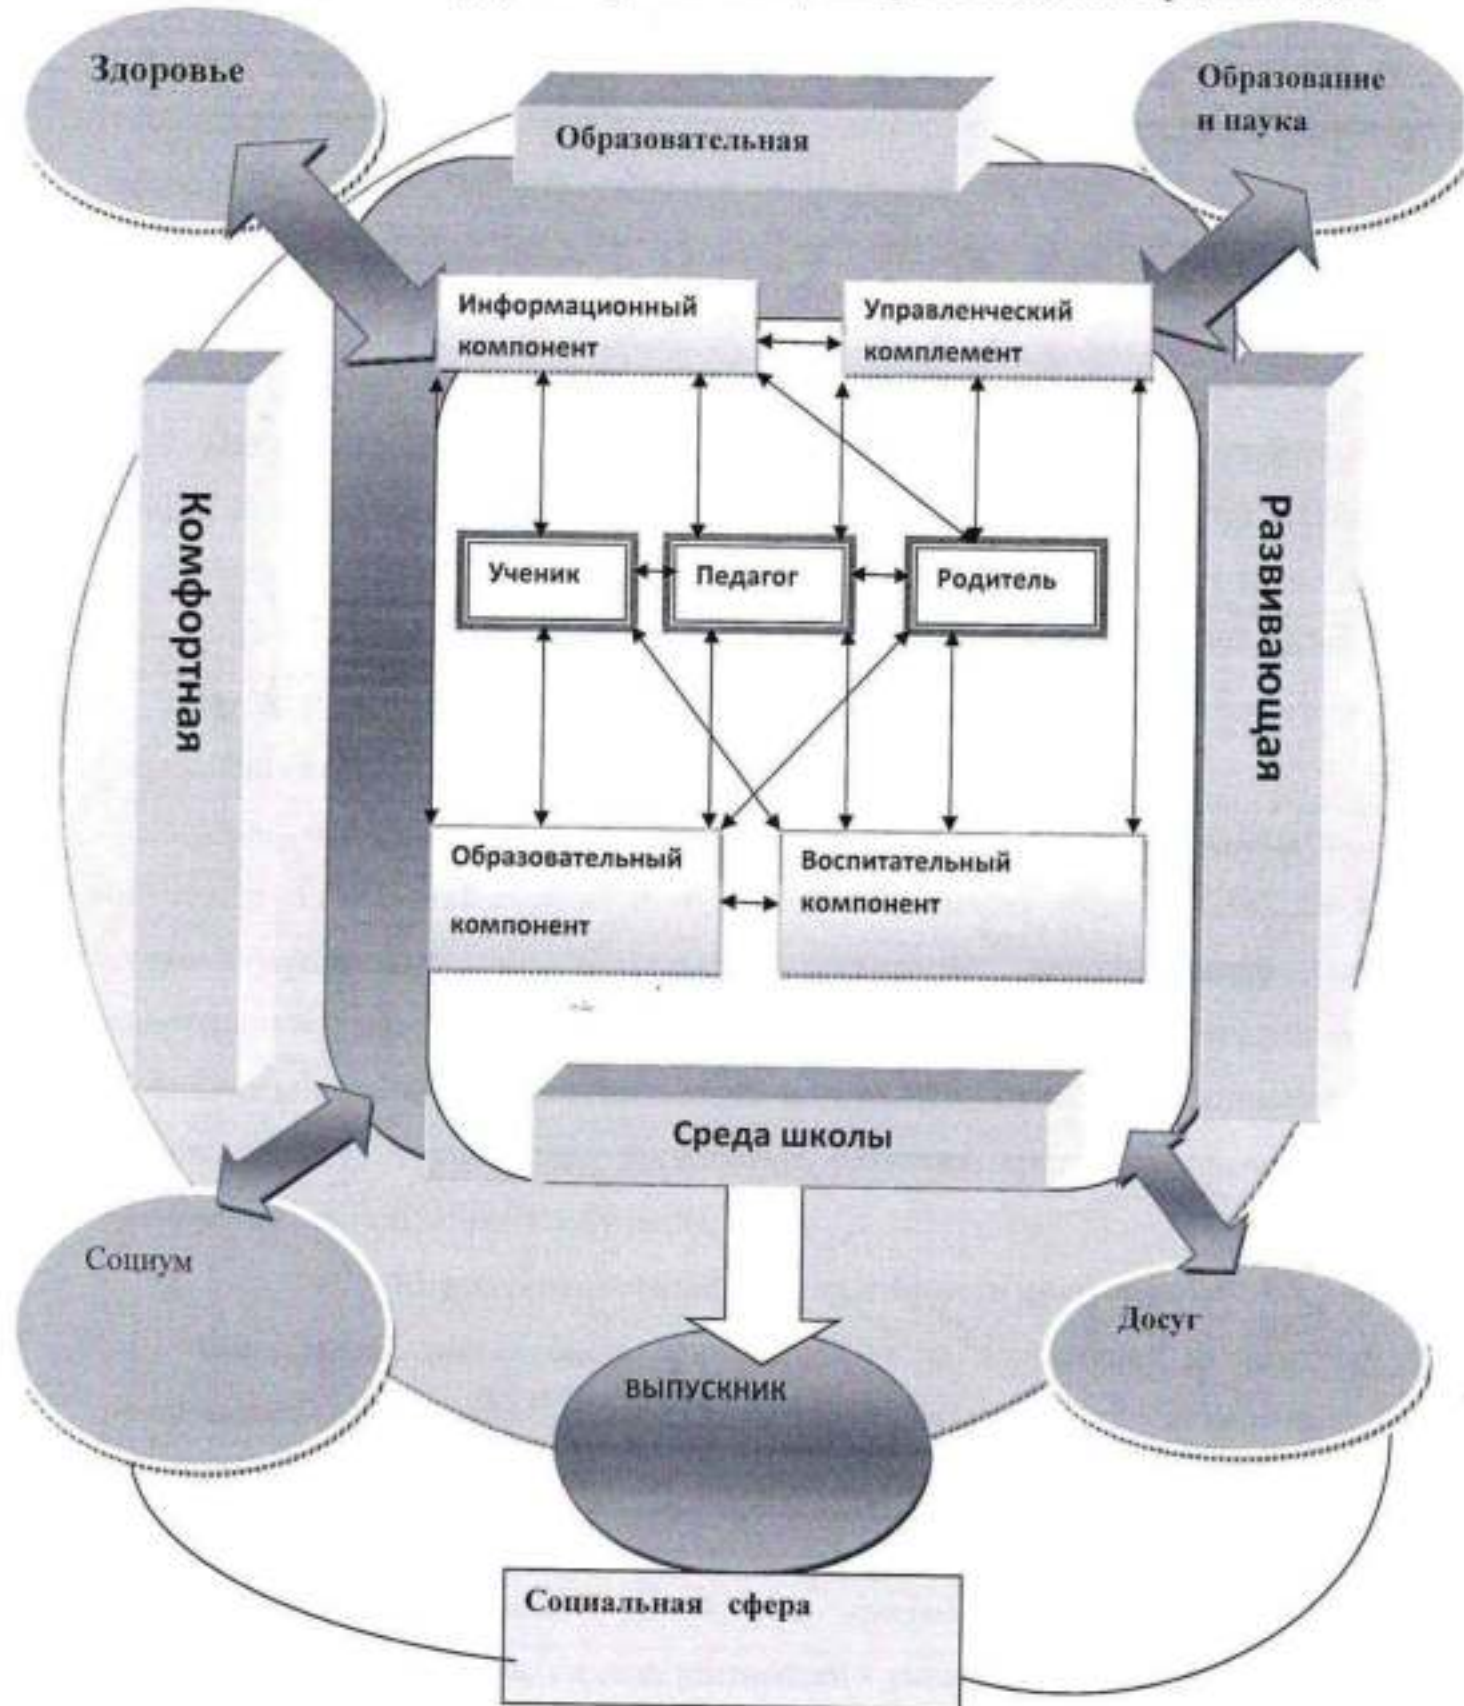 Здоровье
Образование
и наука
Образовательная
Информационный
компонент
Управленческий
комплемент
Комфортная
Развивающая
Ученик
Педагог
Родитель
Образовательный
компонент
Воспитательный
компонент
Среда школы
Социум
Досуг
ВЫПУСКНИК
Социальная сфера